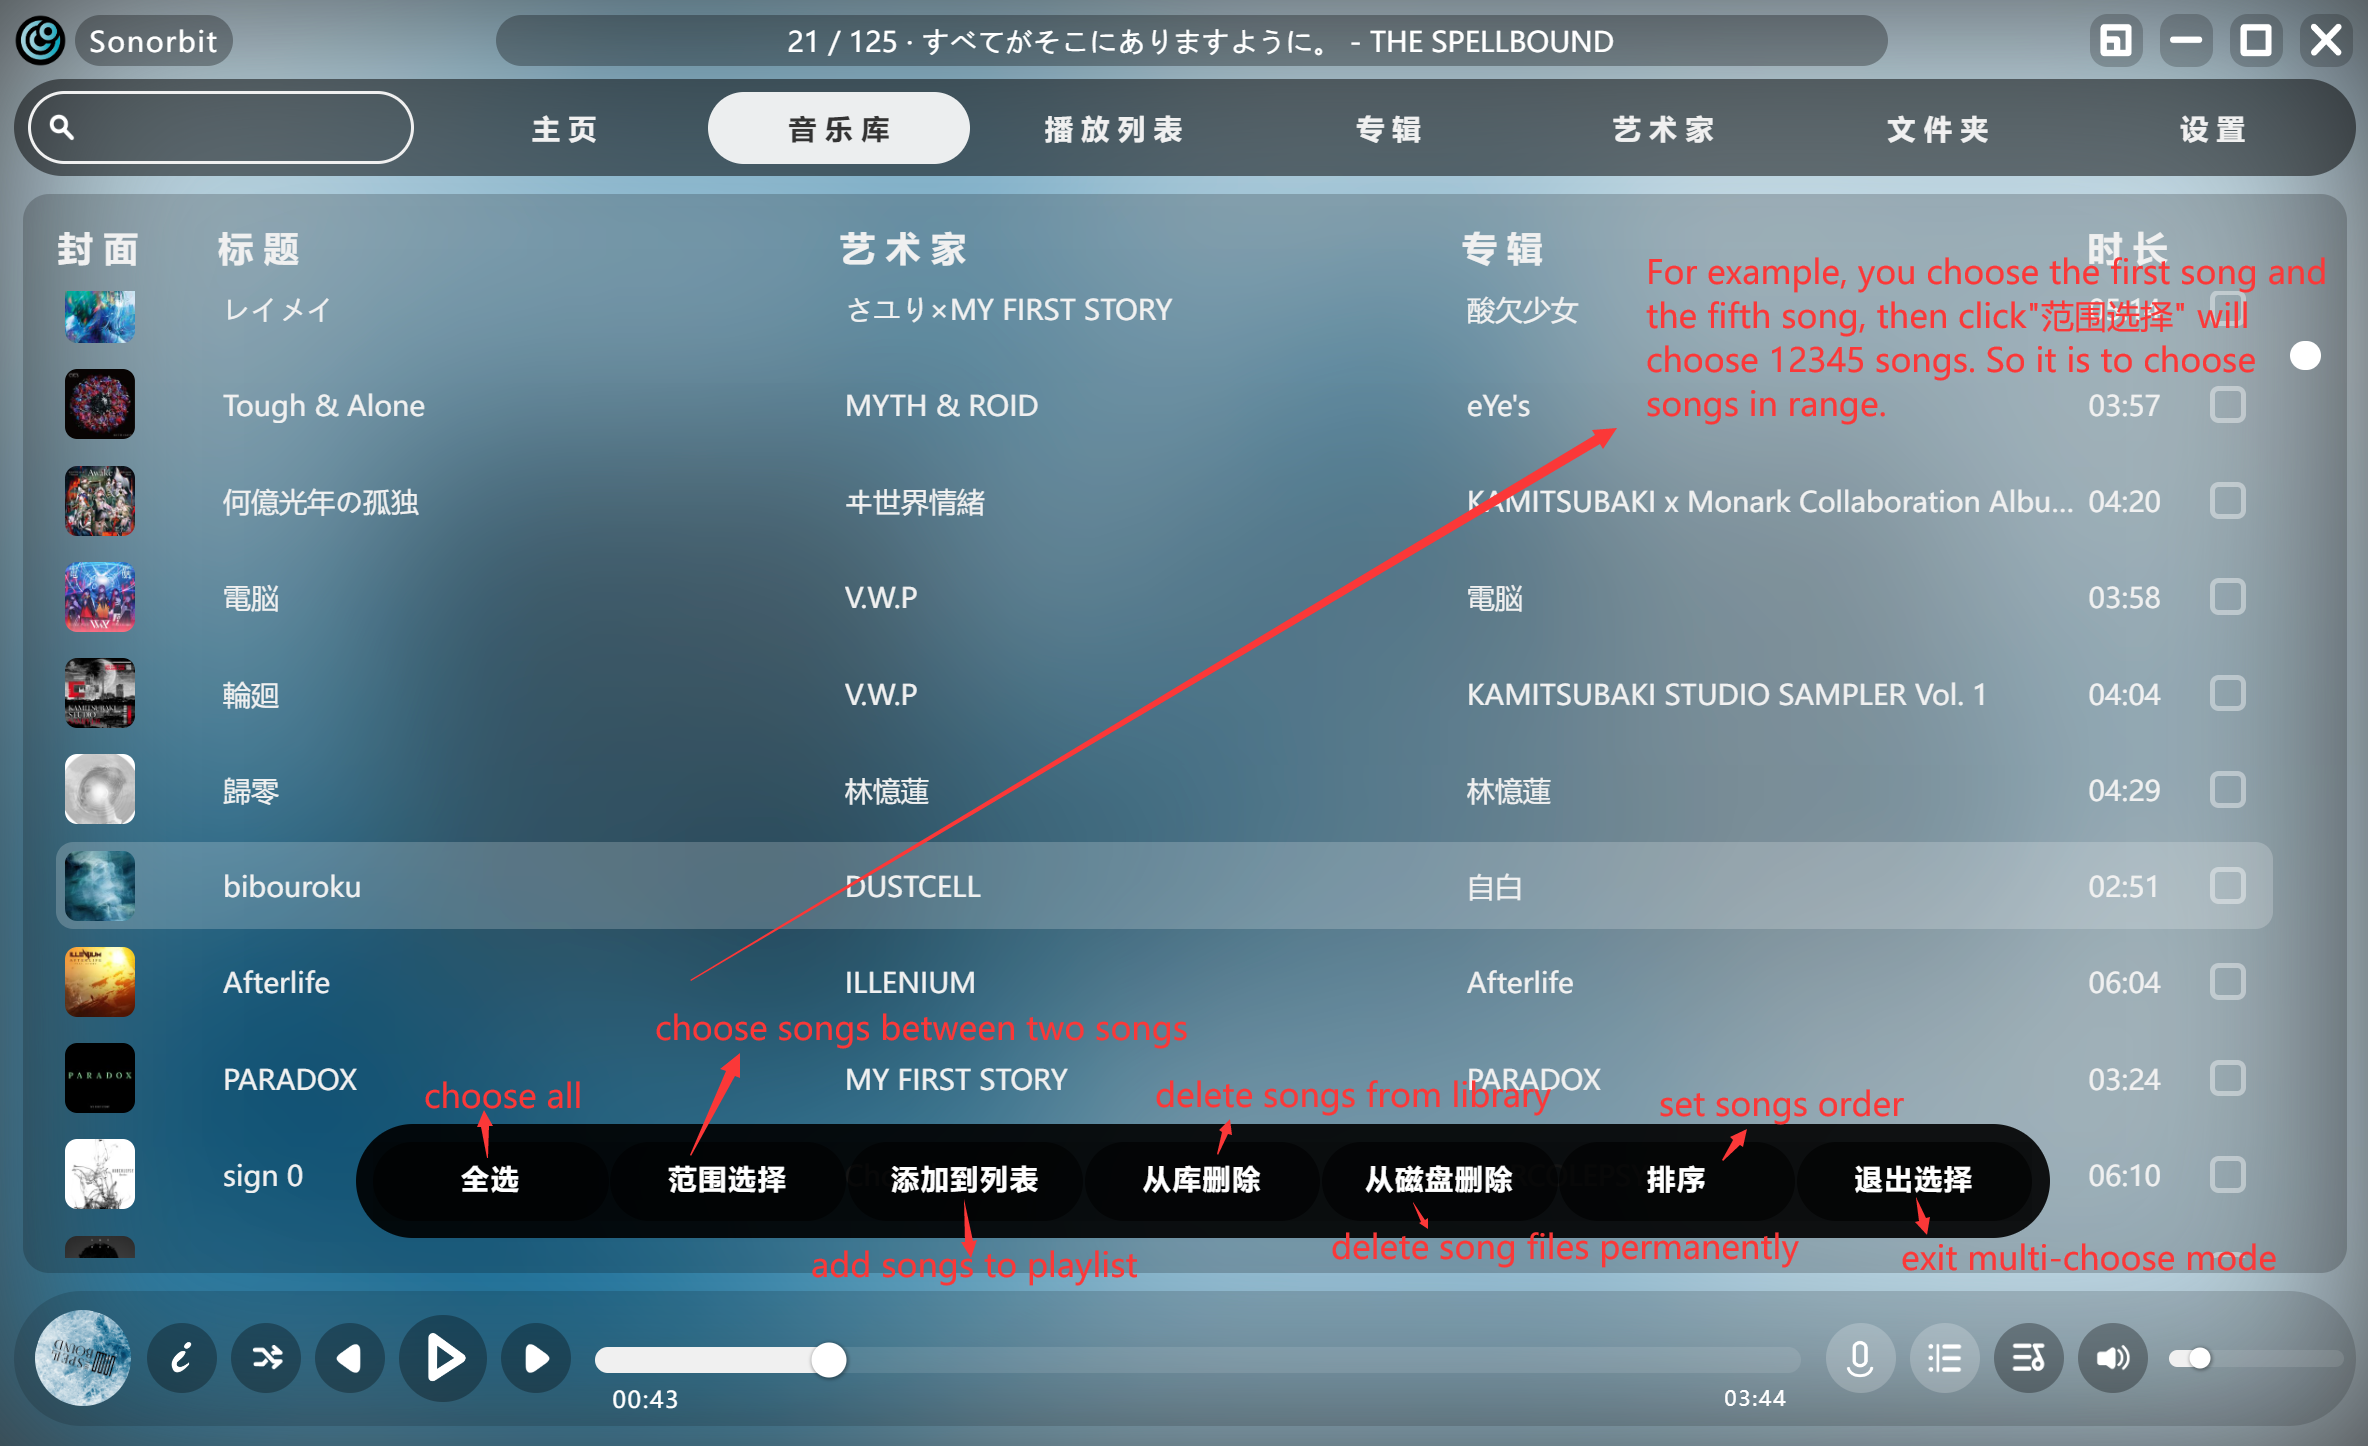 Sonorbit
21 / 125 · すべてがそこにありますように。 - THE SPELLBOUND
主页
音乐库
播放列表
专辑
艺术家
文件夹
设置
封面 标题 艺术家 专辑 时长
For example, you choose the first song and
the fifth song, then click"范围选择" will
choose 12345 songs. So it is to choose
songs in range.
レイメイ さユり×MY FIRST STORY 酸欠少女
Tough & Alone MYTH & ROID eYe's 03:57
何億光年の孤独 ヰ世界情緒 KAMITSUBAKI x Monark Collaboration Albu... 04:20
電脳 V.W.P 電脳 03:58
輪廻 V.W.P KAMITSUBAKI STUDIO SAMPLER Vol. 1 04:04
歸零 林憶蓮 林憶蓮 04:29
bibouroku DUSTCELL 自白 02:51
Afterlife ILLENIUM Afterlife 06:04
choose songs between two songs
PARADOX MY FIRST STORY PARADOX 03:24
choose all
delete songs from library
set songs order
sign 0 06:10
全选
范围选择
添加到列表
从库删除
从磁盘删除
排序
退出选择
add songs to playlist
delete song files permanently
exit multi-choose mode
00:43
03:44